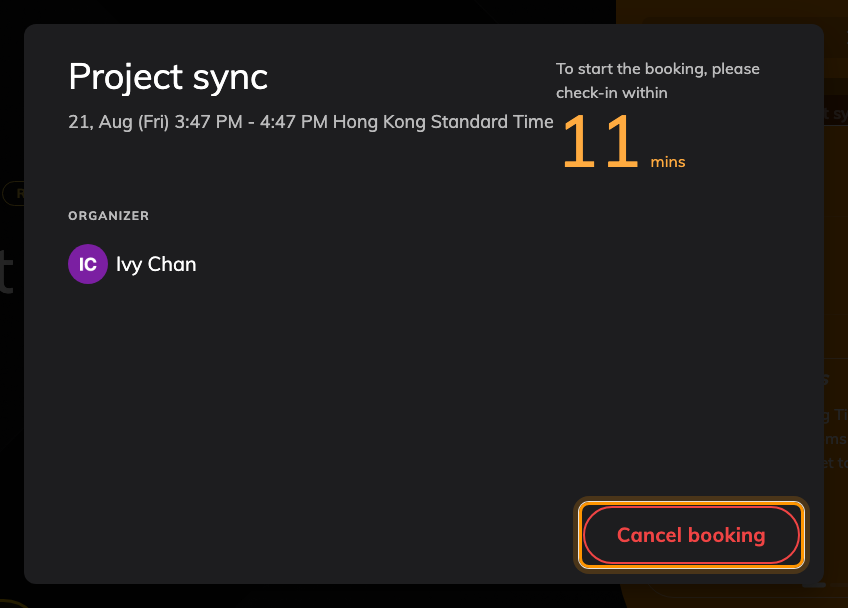 Project sync
To start the booking, please
check-in within
21, Aug (Fri) 3:47 PM - 4:47 PM Hong Kong Standard Time
11 mins
ORGANIZER
IC Ivy Chan
Cancel booking